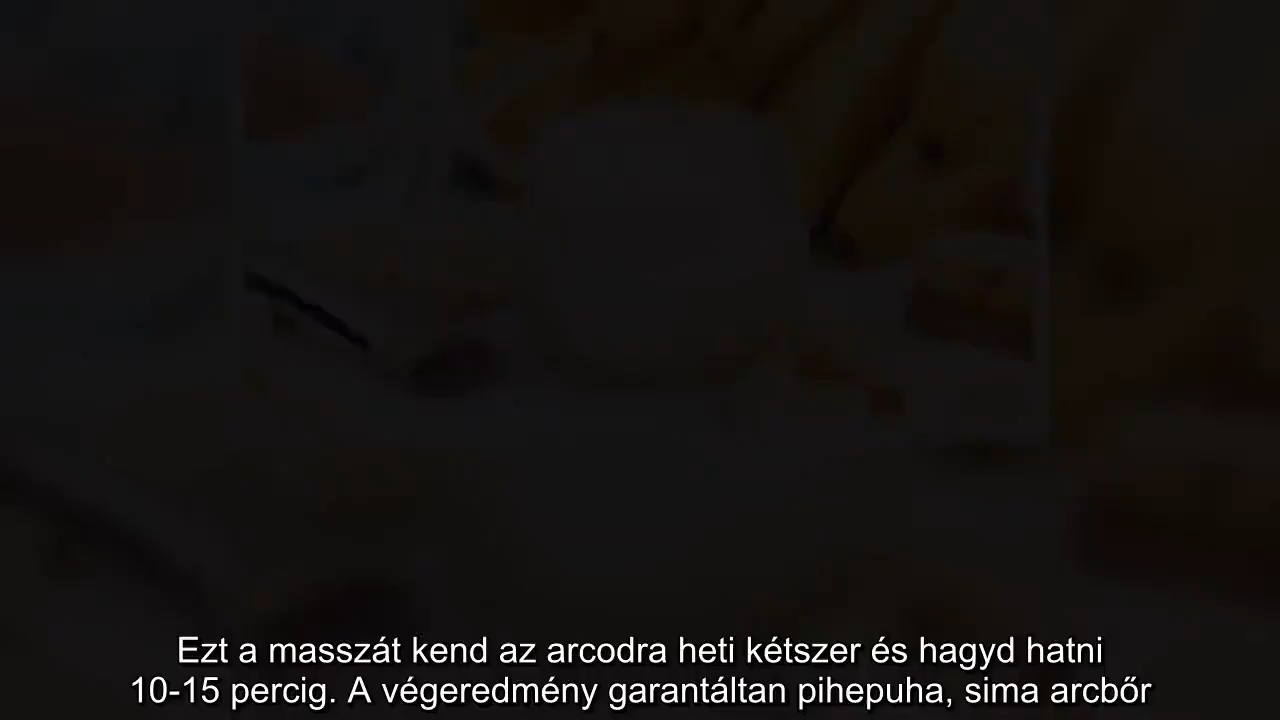 Ezt a masszát kend az arcodra heti kétszer és hagyd hatni
10-15 percig. A végeredmény garantáltan pihepuha, sima arcbőr